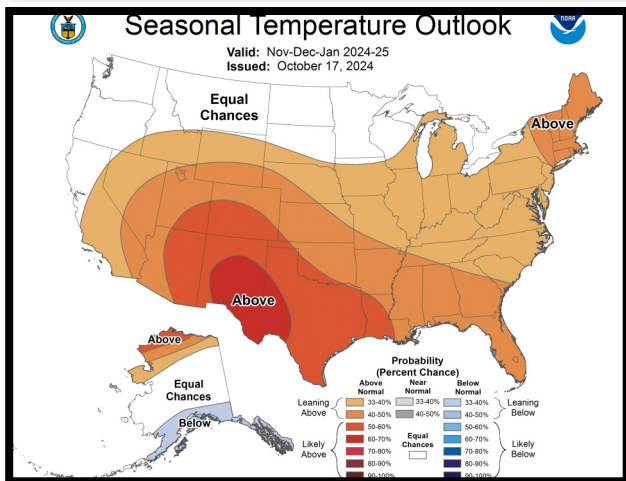 Seasonal Temperature Outlook
NOAA
Valid: Nov-Dec-Jan 2024-25
Issued: October 17, 2024
Equal
Chances
Above
Above
Above
Equal
Chances
Below
Probability
(Percent Chance)
Above
Normal
Near
Normal
Below
Normal
Leaning
Above
33-40%
40-50%
33-40%
40-50%
33-40%
40-50%
Leaning
Below
Likely
Above
50-60%
60-70%
70-80%
80-90%
90-100%
Equal
Chances
50-60%
60-70%
70-80%
80-90%
90-100%
Likely
Below